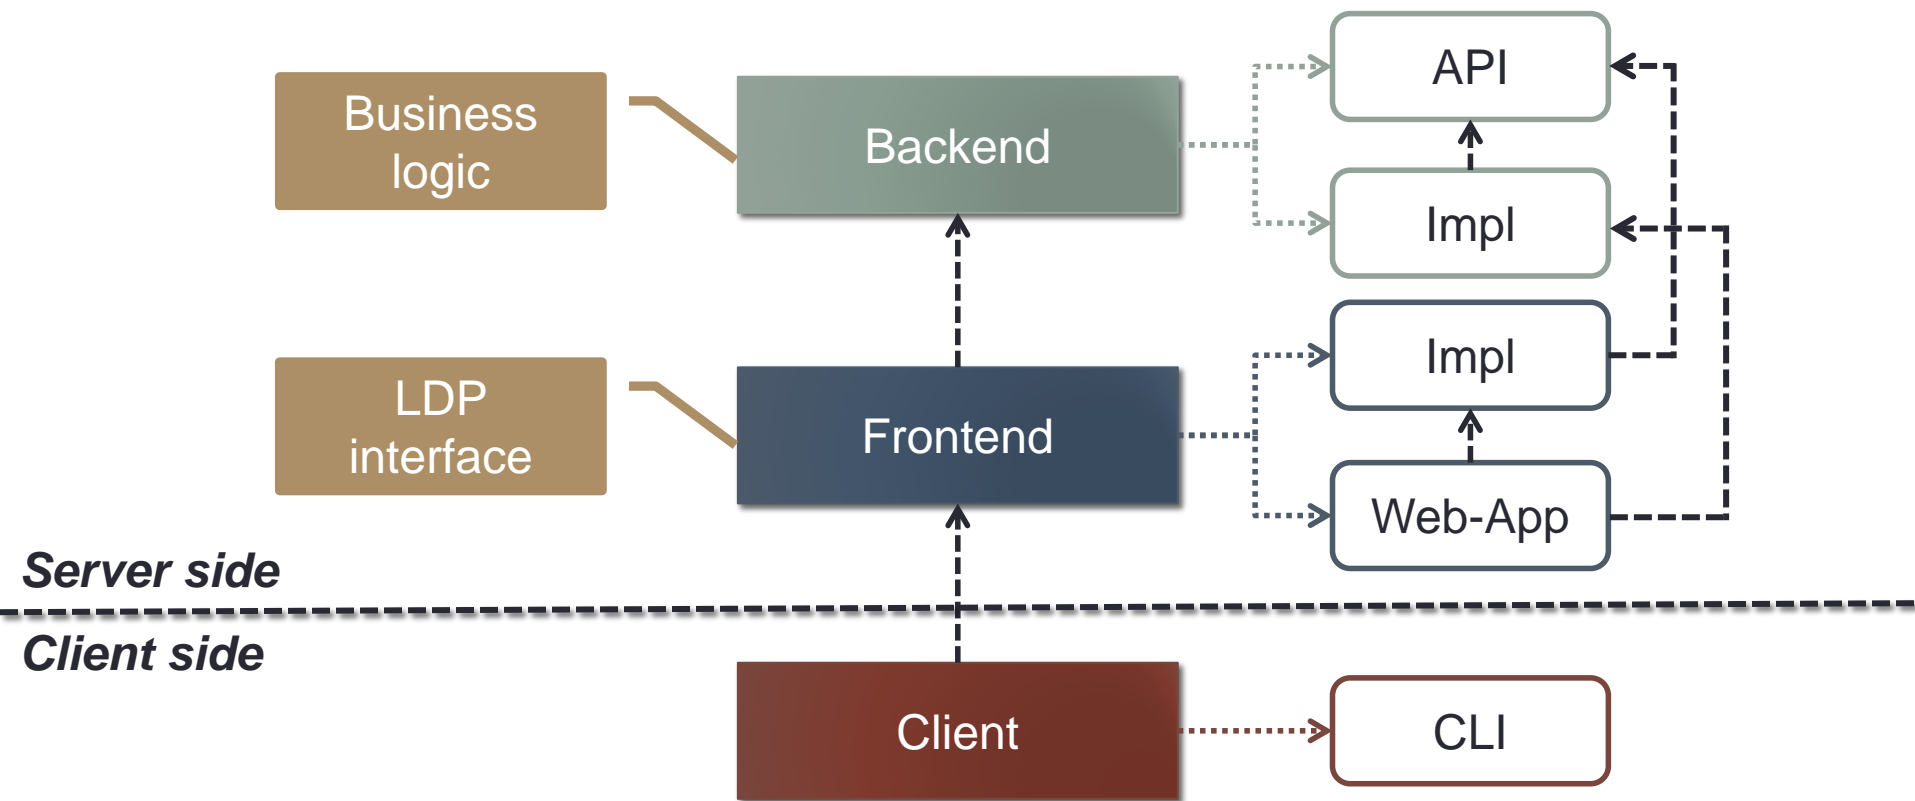 API
Business
logic
Backend
Impl
Impl
LDP
interface
Frontend
Web-App
Server side
Client side
Client
CLI